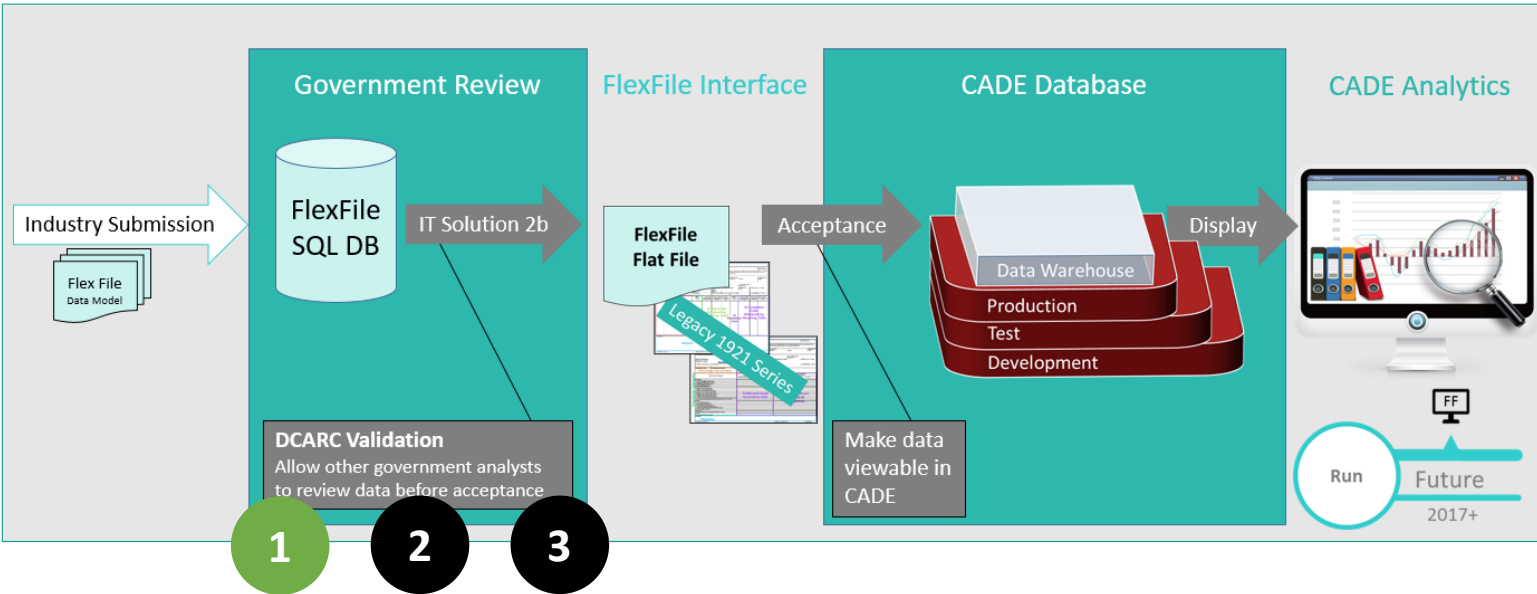 Government Review
FlexFile Interface
CADE Database
CADE Analytics
Industry Submission
Flex File
Data Model
FlexFile
SQL DB
IT Solution 2b
FlexFile
Flat File
Legacy 1921 Series
Acceptance
Data Warehouse
Production
Test
Development
Display
DCARC Validation
Allow other government analysts
to review data before acceptance
Make data
viewable in
CADE
FF
Run
Future
2017+
1
2
3